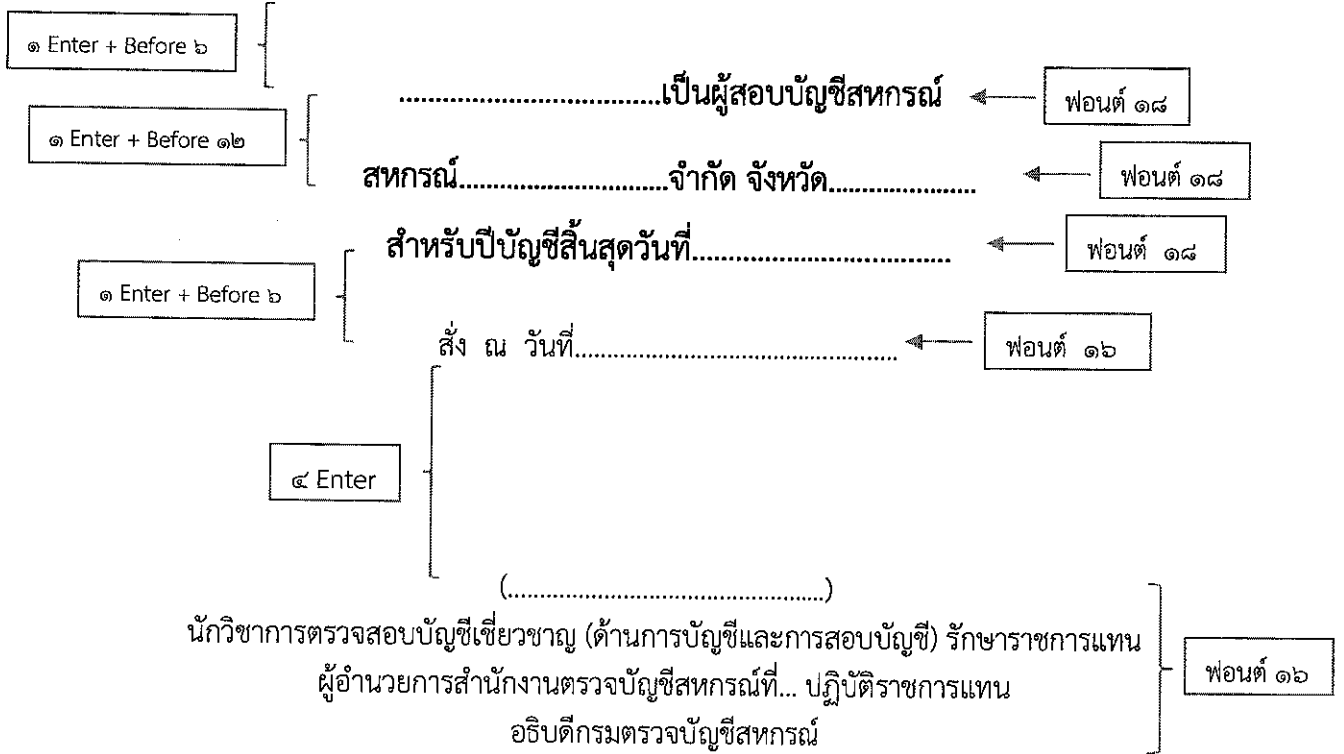 ๑ Enter + Before ๖
..................................เป็นผู้สอบบัญชีสหกรณ์
ฟอนต์ ๑๘
๑ Enter + Before ๑๒
สหกรณ์...........................จำกัด จังหวัด...................
ฟอนต์ ๑๘
สำหรับปีบัญชีสิ้นสุดวันที่..................................
ฟอนต์ ๑๘
๑ Enter + Before ๖
สั่ง ณ วันที่................................................
ฟอนต์ ๑๖
๔ Enter
(................................................)
นักวิชาการตรวจสอบบัญชีเชี่ยวชาญ (ด้านการบัญชีและการสอบบัญชี) รักษาราชการแทน
ผู้อำนวยการสำนักงานตรวจบัญชีสหกรณ์ที่... ปฏิบัติราชการแทน
ฟอนต์ ๑๖
อธิบดีกรมตรวจบัญชีสหกรณ์